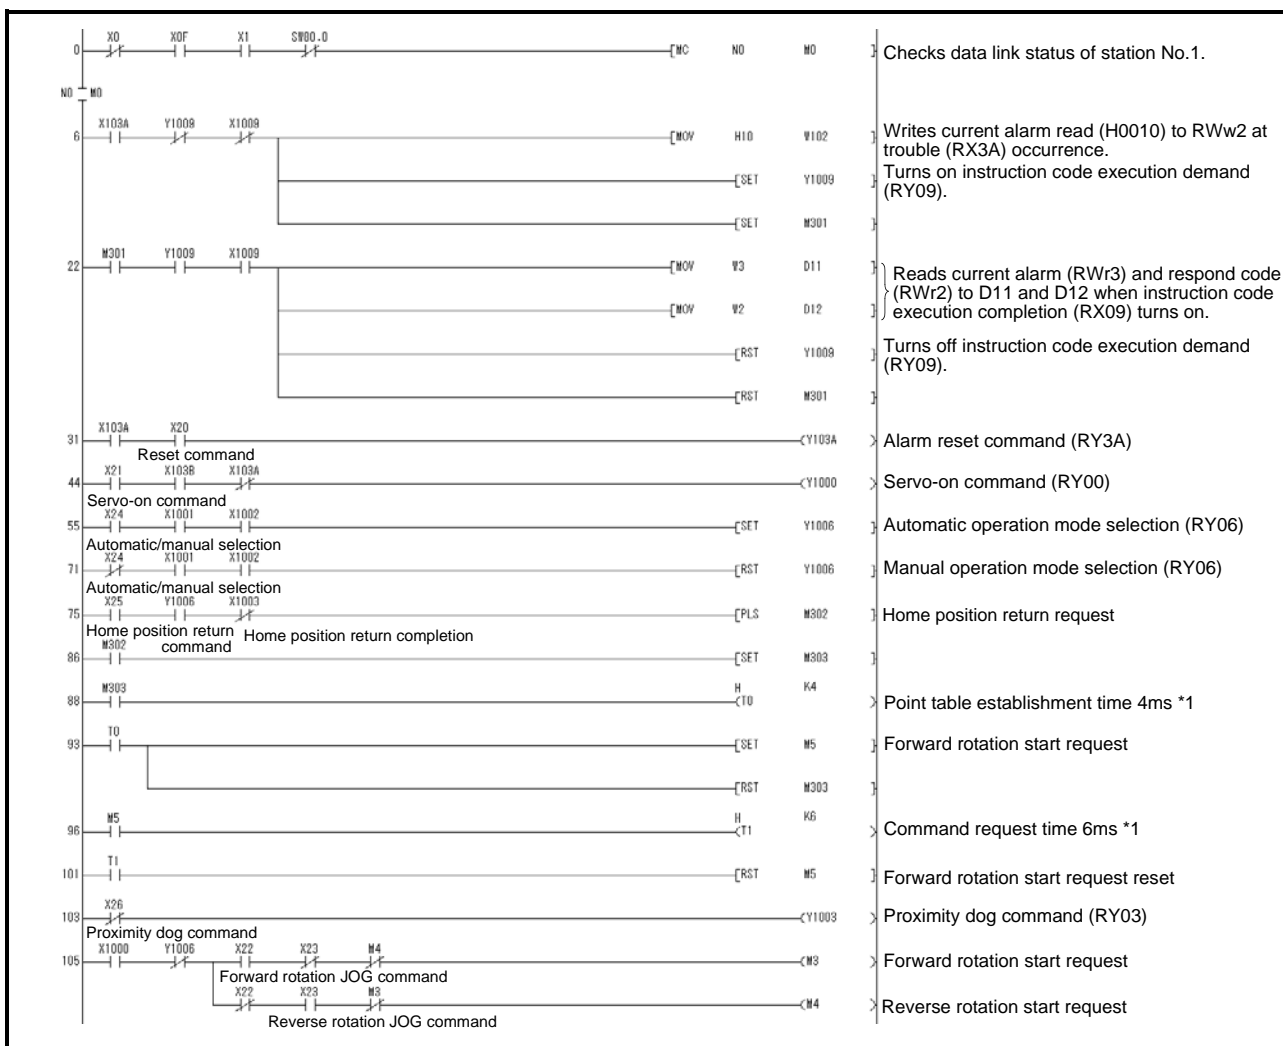 X0 X0F X1 SW80.0
0 [MC N0 M0 ] Checks data link status of station No.1.
N0 M0
X103A Y1009 X1009
6 [MOV H10 W102 ] Writes current alarm read (H0010) to RWw2 at
trouble (RX3A) occurrence.
[SET Y1009 ] Turns on instruction code execution demand
(RY09).
[SET M301 ]
M301 Y1009 X1009
22 [MOV W3 D11 ] Reads current alarm (RWr3) and respond code
(RWr2) to D11 and D12 when instruction code
[MOV W2 D12 ] execution completion (RX09) turns on.
[RST Y1009 ] Turns off instruction code execution demand
(RY09).
[RST M301 ]
X103A X20
31 (Y103A ) Alarm reset command (RY3A)
Reset command
X21 X103B X103A
44 (Y1000 ) Servo-on command (RY00)
Servo-on command
X24 X1001 X1002
55 [SET Y1006 ] Automatic operation mode selection (RY06)
Automatic/manual selection
X24 X1001 X1002
71 [RST Y1006 ] Manual operation mode selection (RY06)
Automatic/manual selection
X25 Y1006 X1003
75 [PLS M302 ] Home position return request
Home position return command Home position return completion
M302
86 [SET M303 ]
M303 H K4
88 (T0 ) Point table establishment time 4ms *1
T0
93 [SET M5 ] Forward rotation start request
[RST M303 ]
M5 H K6
96 (T1 ) Command request time 6ms *1
T1
101 [RST M5 ] Forward rotation start request reset
X26
103 (Y1003 ) Proximity dog command (RY03)
Proximity dog command
X1000 Y1006 X22 X23 M4
105 (M3 ) Forward rotation start request
Forward rotation JOG command
X22 X23 M3
(M4 ) Reverse rotation start request
Reverse rotation JOG command